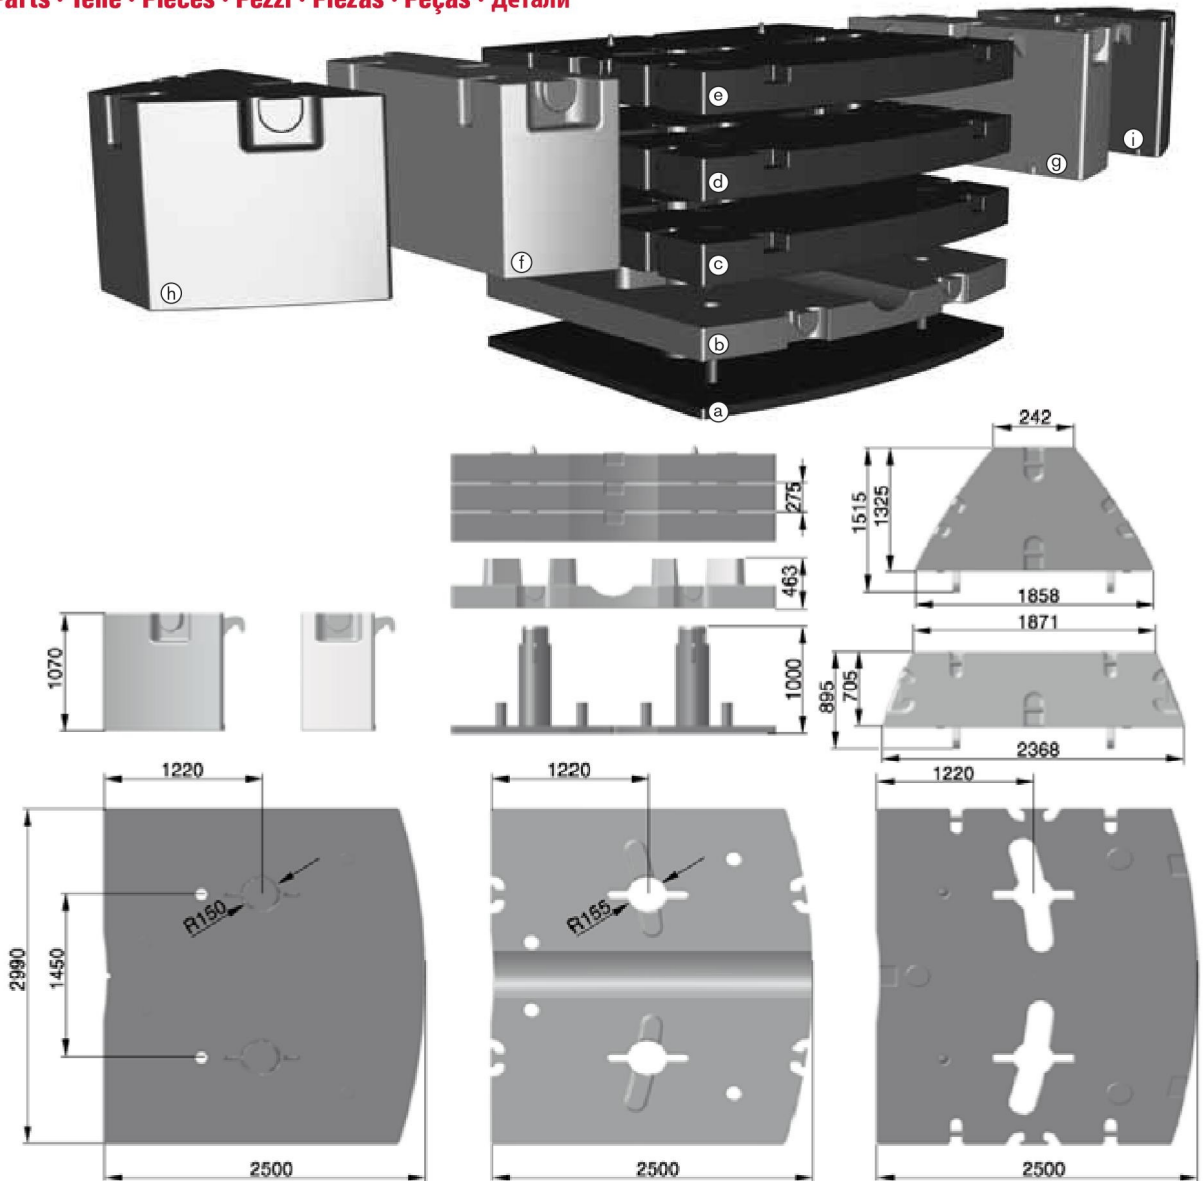 Parts · Teile · Pièces · Pezzi · Piezas · Peças · детали
e
i
g
d
c
f
h
b
a
242
275
1515
1325
463
1858
1871
1070
1000
895
705
2368
1220
1220
1220
R150
R155
2990
1450
2500
2500
2500